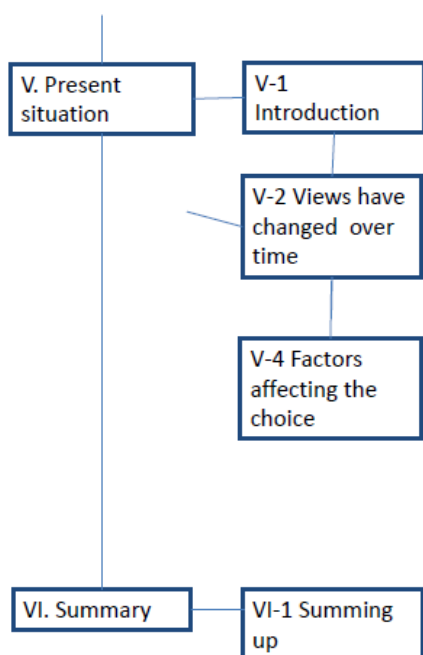 V. Present
situation
V-1
Introduction
V-2 Views have
changed over
time
V-4 Factors
affecting the
choice
VI. Summary
VI-1 Summing
up